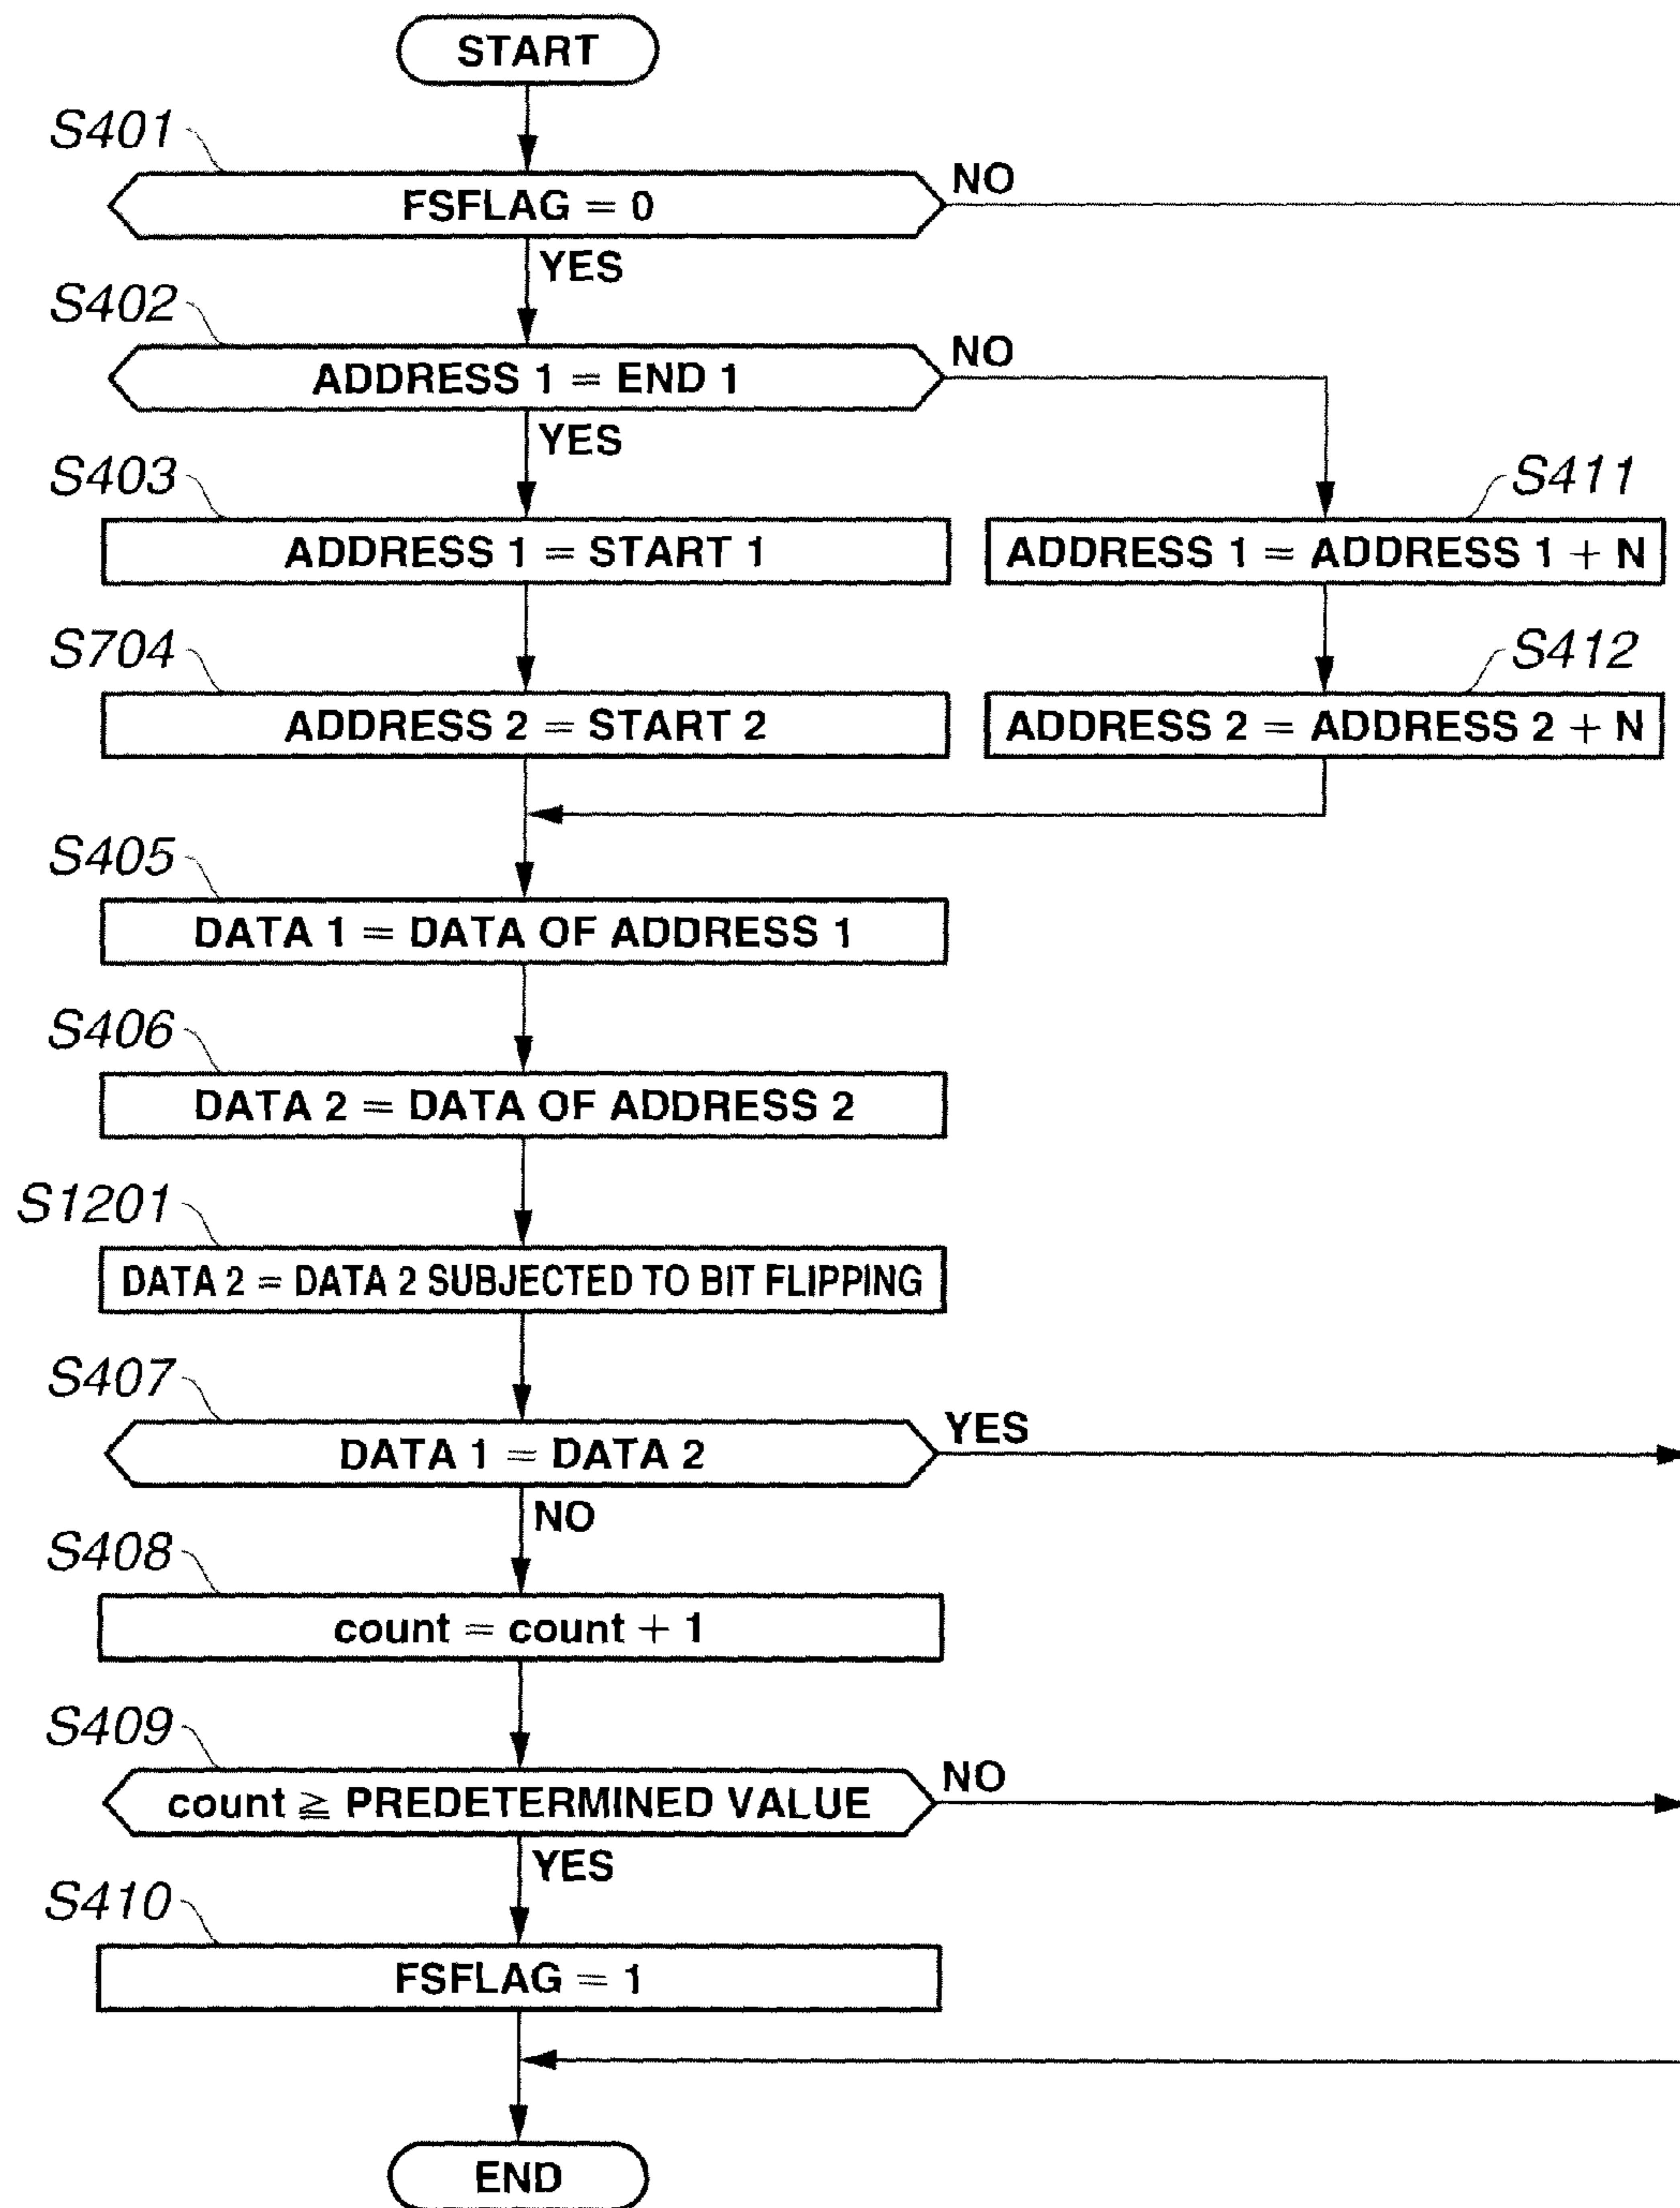 START
S401
FSFLAG = 0
NO
YES
S402
ADDRESS 1 = END 1
NO
YES
S403
ADDRESS 1 = START 1
S411
ADDRESS 1 = ADDRESS 1 + N
S704
ADDRESS 2 = START 2
S412
ADDRESS 2 = ADDRESS 2 + N
S405
DATA 1 = DATA OF ADDRESS 1
S406
DATA 2 = DATA OF ADDRESS 2
S1201
DATA 2 = DATA 2 SUBJECTED TO BIT FLIPPING
S407
DATA 1 = DATA 2
YES
NO
S408
count = count + 1
S409
count ≧ PREDETERMINED VALUE
NO
YES
S410
FSFLAG = 1
END